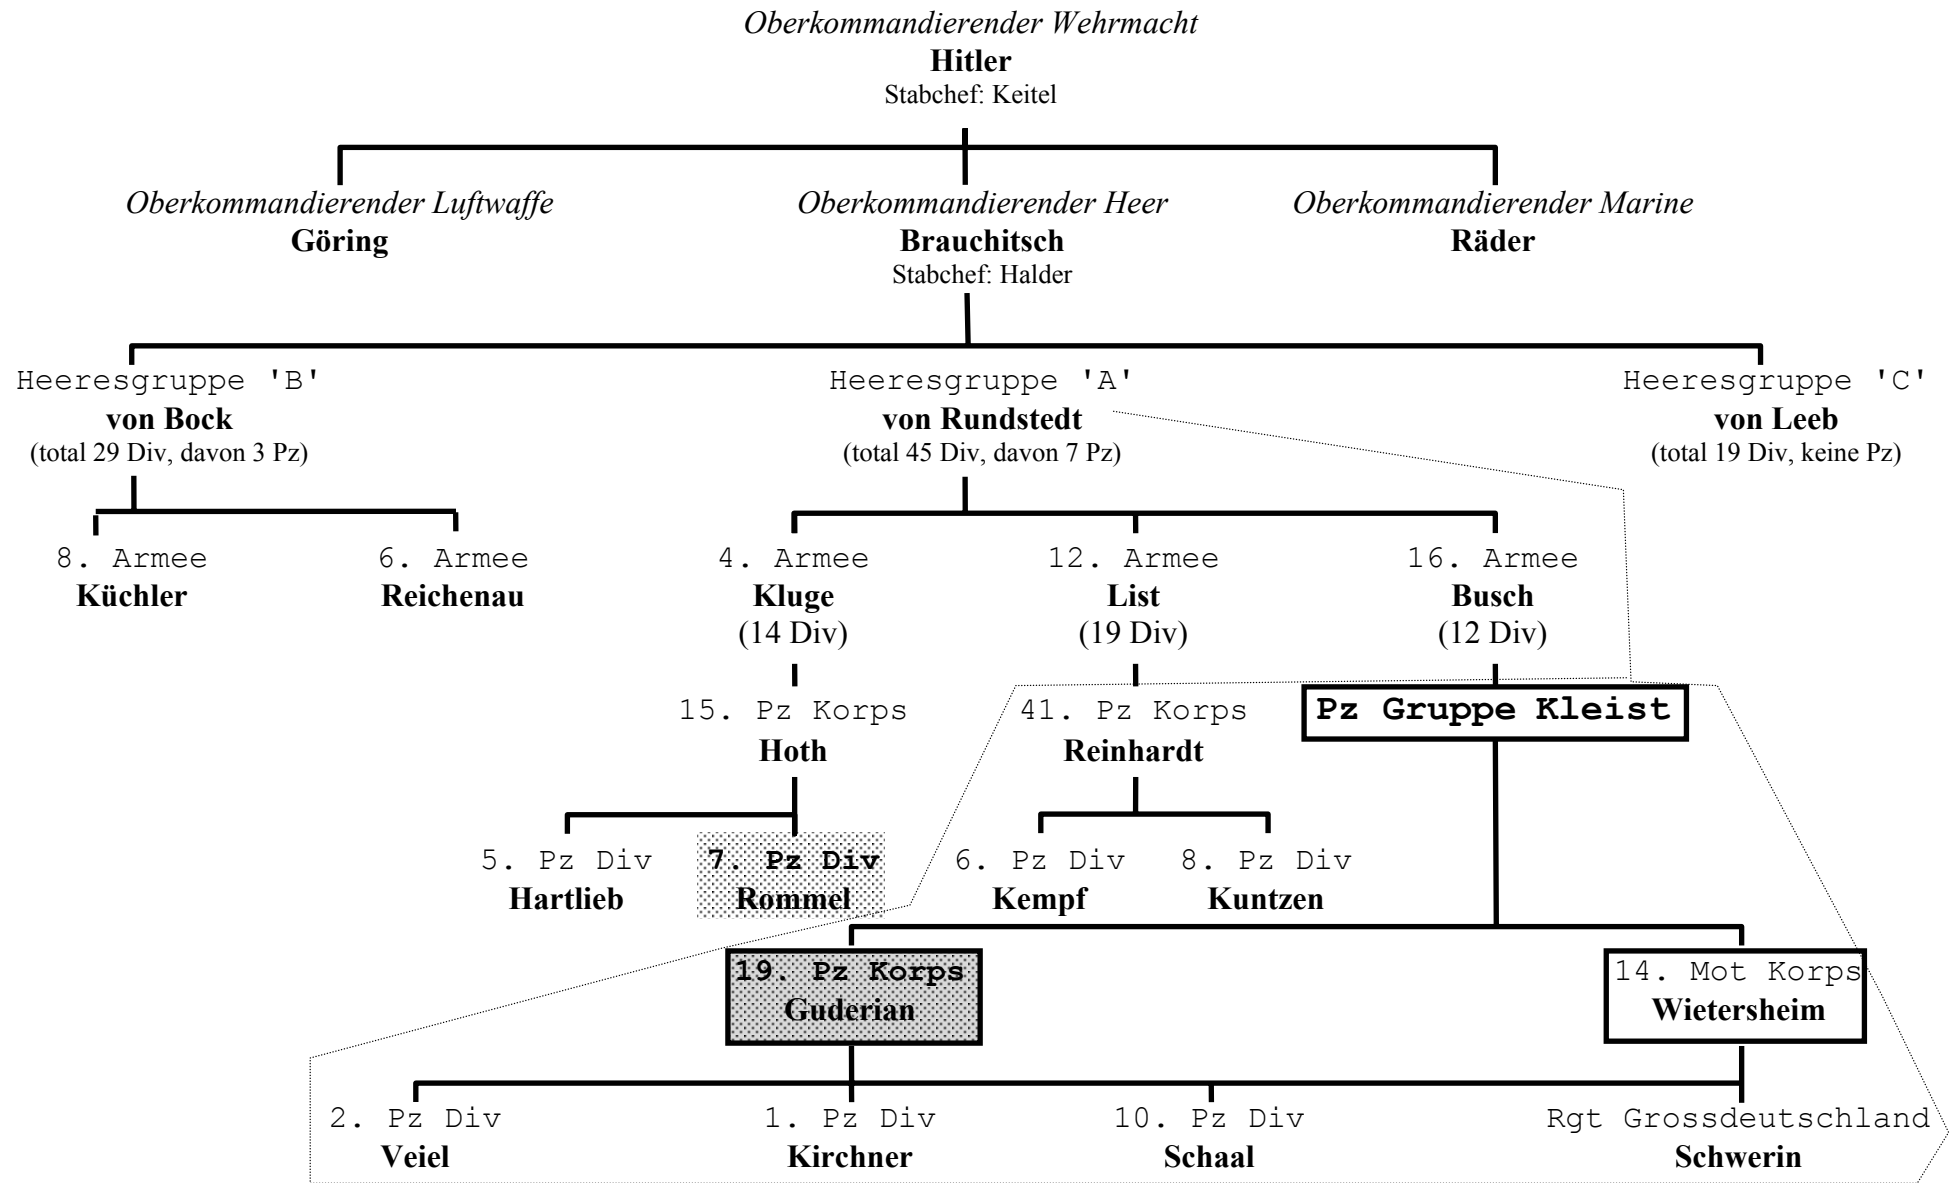 Oberkommandierender Wehrmacht
Hitler
Stabchef: Keitel
Oberkommandierender Luftwaffe
Göring
Oberkommandierender Heer
Brauchitsch
Stabchef: Halder
Oberkommandierender Marine
Räder
Heeresgruppe 'B'
von Bock
(total 29 Div, davon 3 Pz)
Heeresgruppe 'A'
von Rundstedt
(total 45 Div, davon 7 Pz)
Heeresgruppe 'C'
von Leeb
(total 19 Div, keine Pz)
8. Armee
Küchler
6. Armee
Reichenau
4. Armee
Kluge
(14 Div)
12. Armee
List
(19 Div)
16. Armee
Busch
(12 Div)
15. Pz Korps
Hoth
41. Pz Korps
Reinhardt
Pz Gruppe Kleist
5. Pz Div
Hartlieb
7. Pz Div
Rommel
6. Pz Div
Kempf
8. Pz Div
Kuntzen
19. Pz Korps
Guderian
14. Mot Korps
Wietersheim
2. Pz Div
Veiel
1. Pz Div
Kirchner
10. Pz Div
Schaal
Rgt Grossdeutschland
Schwerin